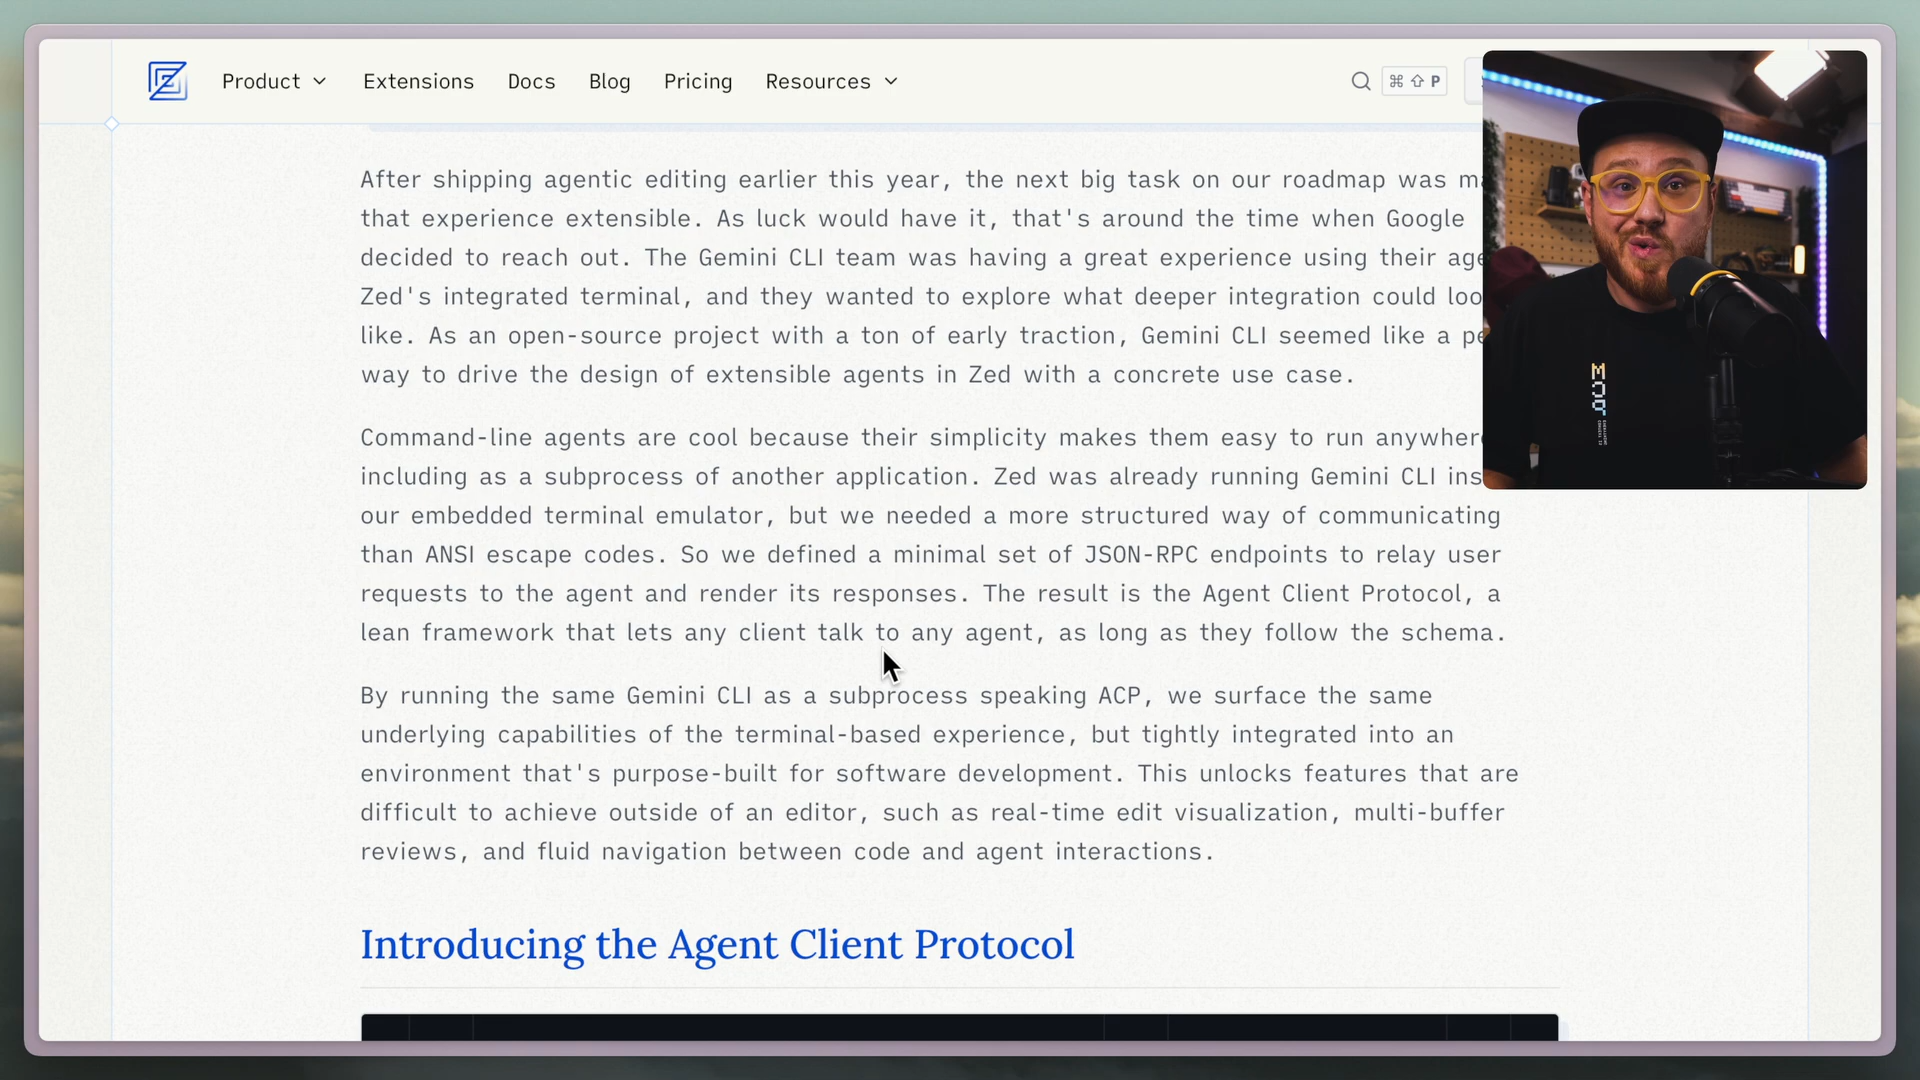 Product
Extensions
Docs
Blog
Pricing
Resources
⌘ ⇧ P
After shipping agentic editing earlier this year, the next big task on our roadmap was
that experience extensible. As luck would have it, that's around the time when Google
decided to reach out. The Gemini CLI team was having a great experience using their
Zed's integrated terminal, and they wanted to explore what deeper integration could
like. As an open-source project with a ton of early traction, Gemini CLI seemed like a
way to drive the design of extensible agents in Zed with a concrete use case.
Command-line agents are cool because their simplicity makes them easy to run
including as a subprocess of another application. Zed was already running Gemini CLI
our embedded terminal emulator, but we needed a more structured way of communicating
than ANSI escape codes. So we defined a minimal set of JSON-RPC endpoints to relay user
requests to the agent and render its responses. The result is the Agent Client Protocol, a
lean framework that lets any client talk to any agent, as long as they follow the schema.
By running the same Gemini CLI as a subprocess speaking ACP, we surface the same
underlying capabilities of the terminal-based experience, but tightly integrated into an
environment that's purpose-built for software development. This unlocks features that are
difficult to achieve outside of an editor, such as real-time edit visualization, multi-buffer
reviews, and fluid navigation between code and agent interactions.
Introducing the Agent Client Protocol